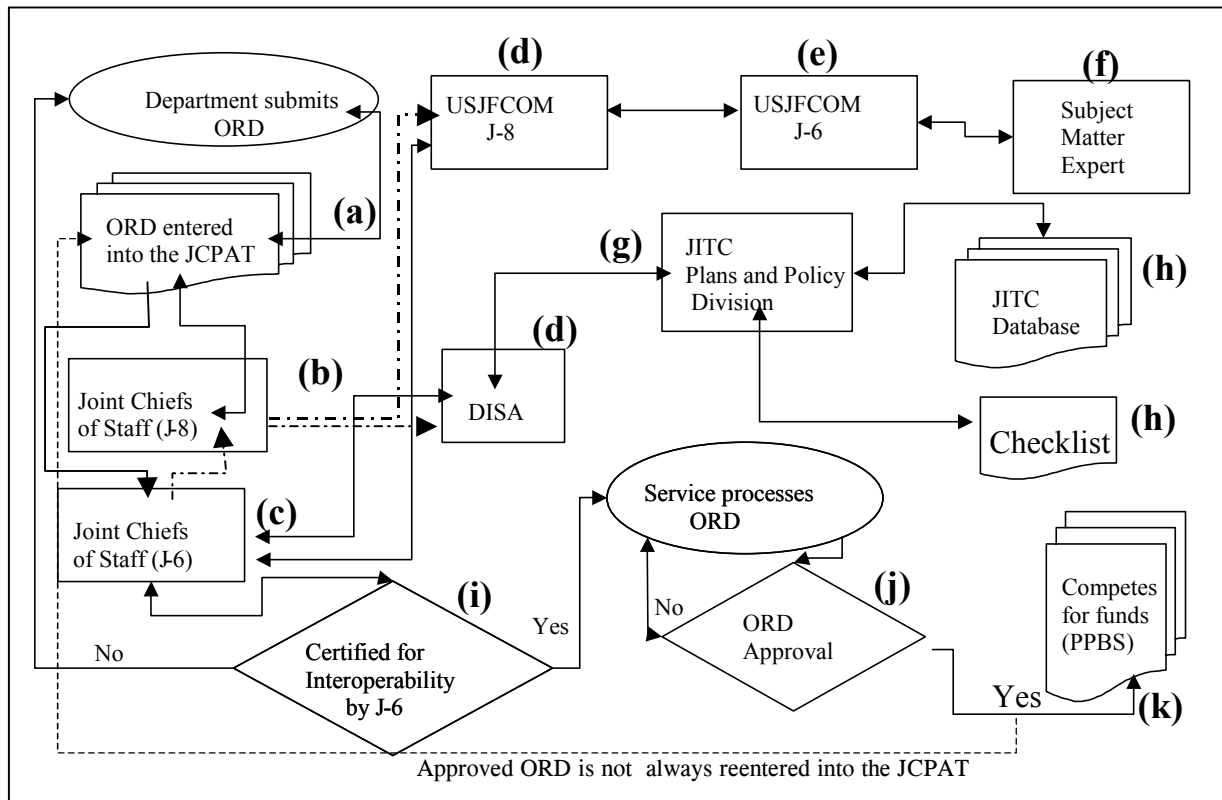 (d)
(e)
(f)
Department submits
ORD
USJFCOM
J-8
USJFCOM
J-6
Subject
Matter
Expert
(a)
ORD entered
into the JCPAT
(g)
JITC
Plans and Policy
Division
(h)
JITC
Database
(b)
(d)
Joint Chiefs
of Staff (J-8)
DISA
(h)
Checklist
(c)
Joint Chiefs
of Staff (J-6)
Service processes
ORD
(i)
(j)
No
Yes
No
Certified for
Interoperability
by J-6
ORD
Approval
Competes
for funds
(PPBS)
Yes
(k)
Approved ORD is not always reentered into the JCPAT